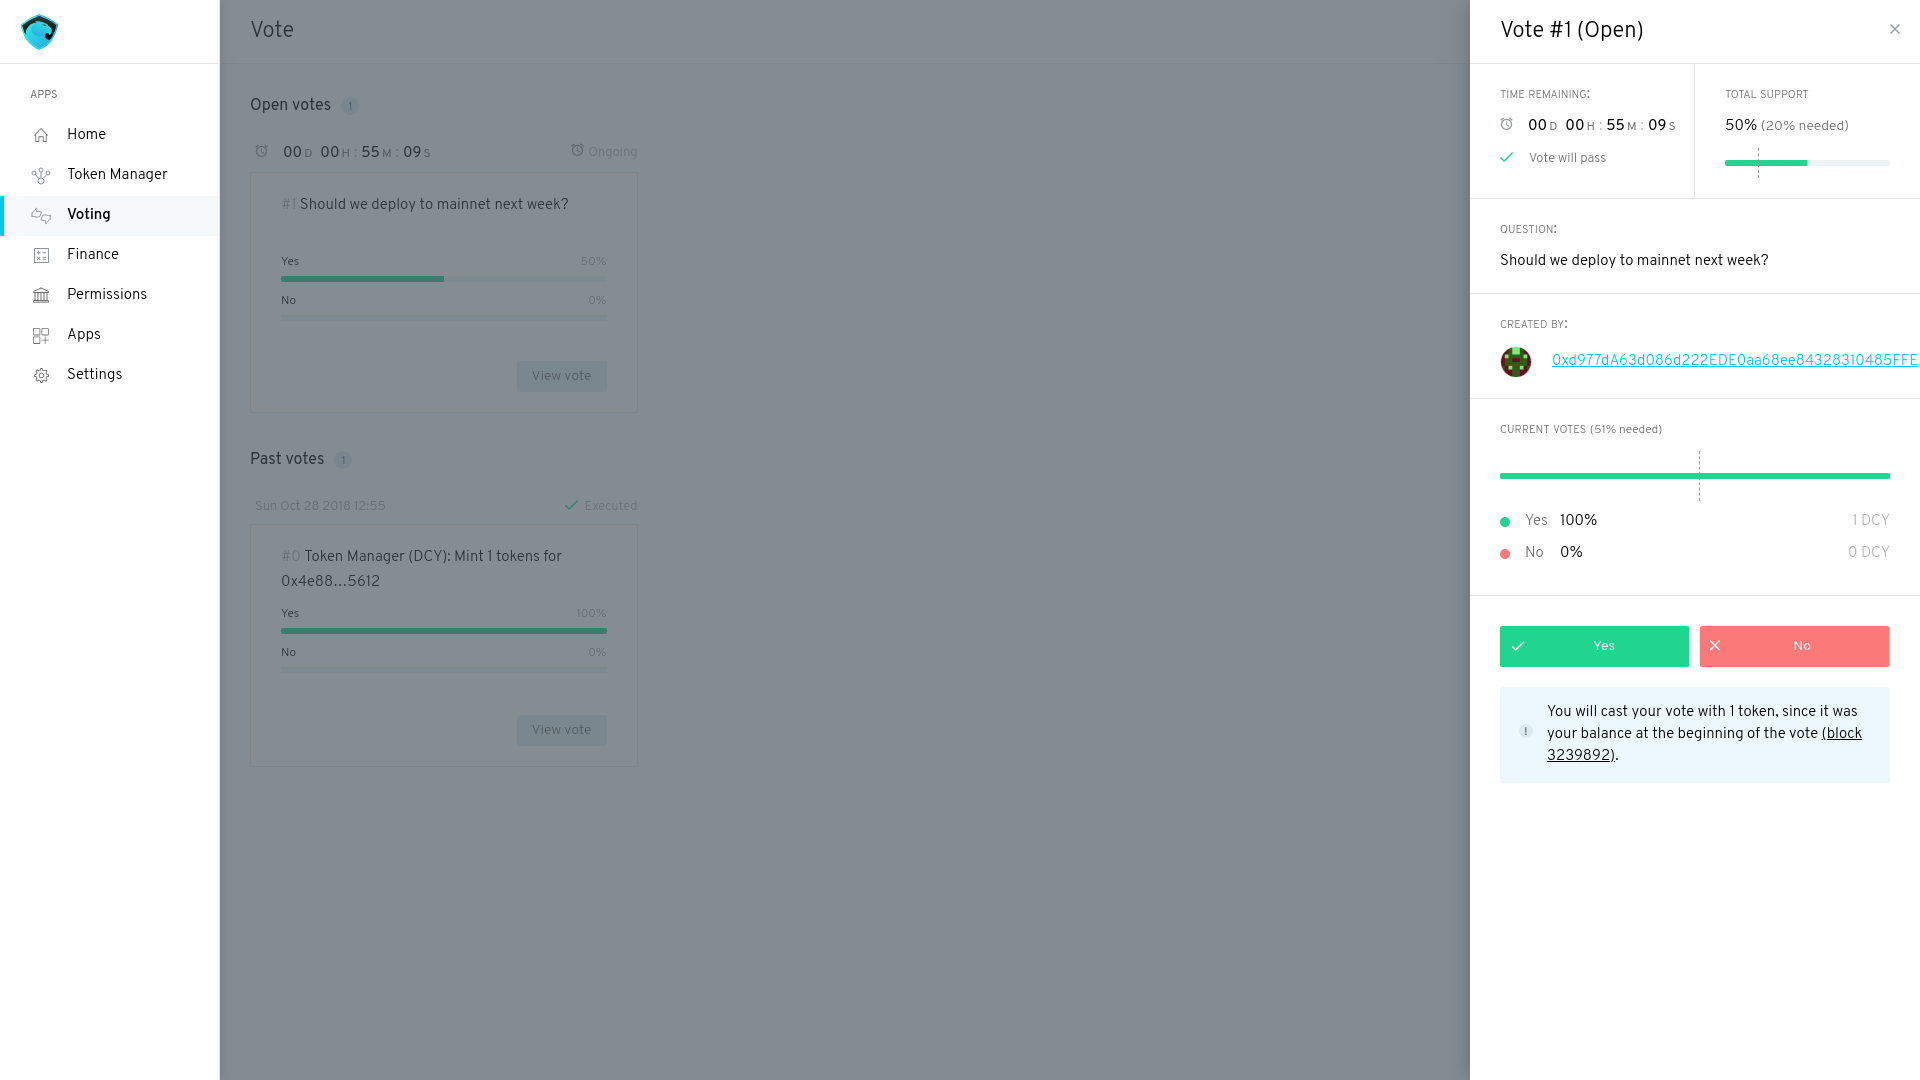 APPS
Home
Token Manager
Voting
Finance
Permissions
Apps
Settings
Vote
Open votes 1
00 D 00 H : 55 M : 09 S Ongoing
#1 Should we deploy to mainnet next week?
Yes 50%
No 0%
View vote
Past votes 1
Sun Oct 28 2018 12:55 Executed
#0 Token Manager (DCY): Mint 1 tokens for
0x4e88…5612
Yes 100%
No 0%
View vote
Vote #1 (Open)
TIME REMAINING:
00 D 00 H : 55 M : 09 S
Vote will pass
TOTAL SUPPORT
50% (20% needed)
QUESTION:
Should we deploy to mainnet next week?
CREATED BY:
0xd977dA63d086d222EDE0aa68ee84328310485FFE
CURRENT VOTES (51% needed)
Yes 100% 1 DCY
No 0% 0 DCY
Yes
No
You will cast your vote with 1 token, since it was
your balance at the beginning of the vote (block
3239892).